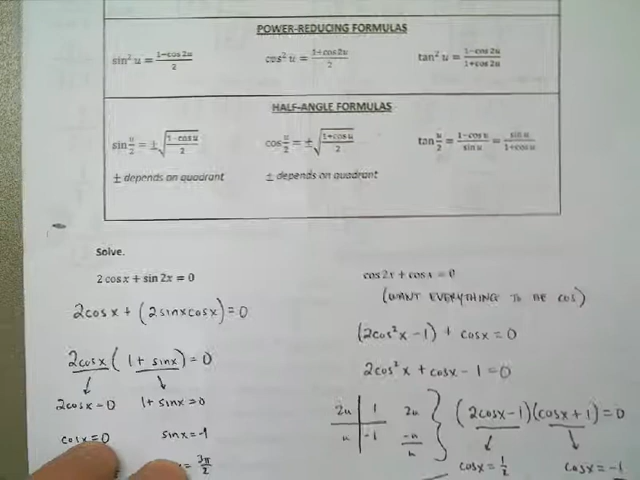 POWER-REDUCING FORMULAS
sin² u = (1−cos 2u)/2    cos² u = (1+cos 2u)/2    tan² u = (1−cos 2u)/(1+cos 2u)
HALF-ANGLE FORMULAS
sin u/2 = ±√((1−cos u)/2)    cos u/2 = ±√((1+cos u)/2)    tan u/2 = (1−cos u)/sin u = sin u/(1+cos u)
± depends on quadrant    ± depends on quadrant
Solve.
2 cos x + sin 2x = 0
2cosx + (2sinxcosx) = 0
2cosx (1 + sinx) = 0
2cosx = 0    1 + sinx = 0
cosx = 0    sinx = -1
= 3π/2
cos 2x + cos x = 0
(WANT EVERYTHING TO BE COS)
(2cos²x − 1) + cosx = 0
2cos²x + cosx − 1 = 0
2u | 1    2u
u | -1    -u/u
(2cosx − 1)(cosx + 1) = 0
cosx = 1/2    cosx = -1